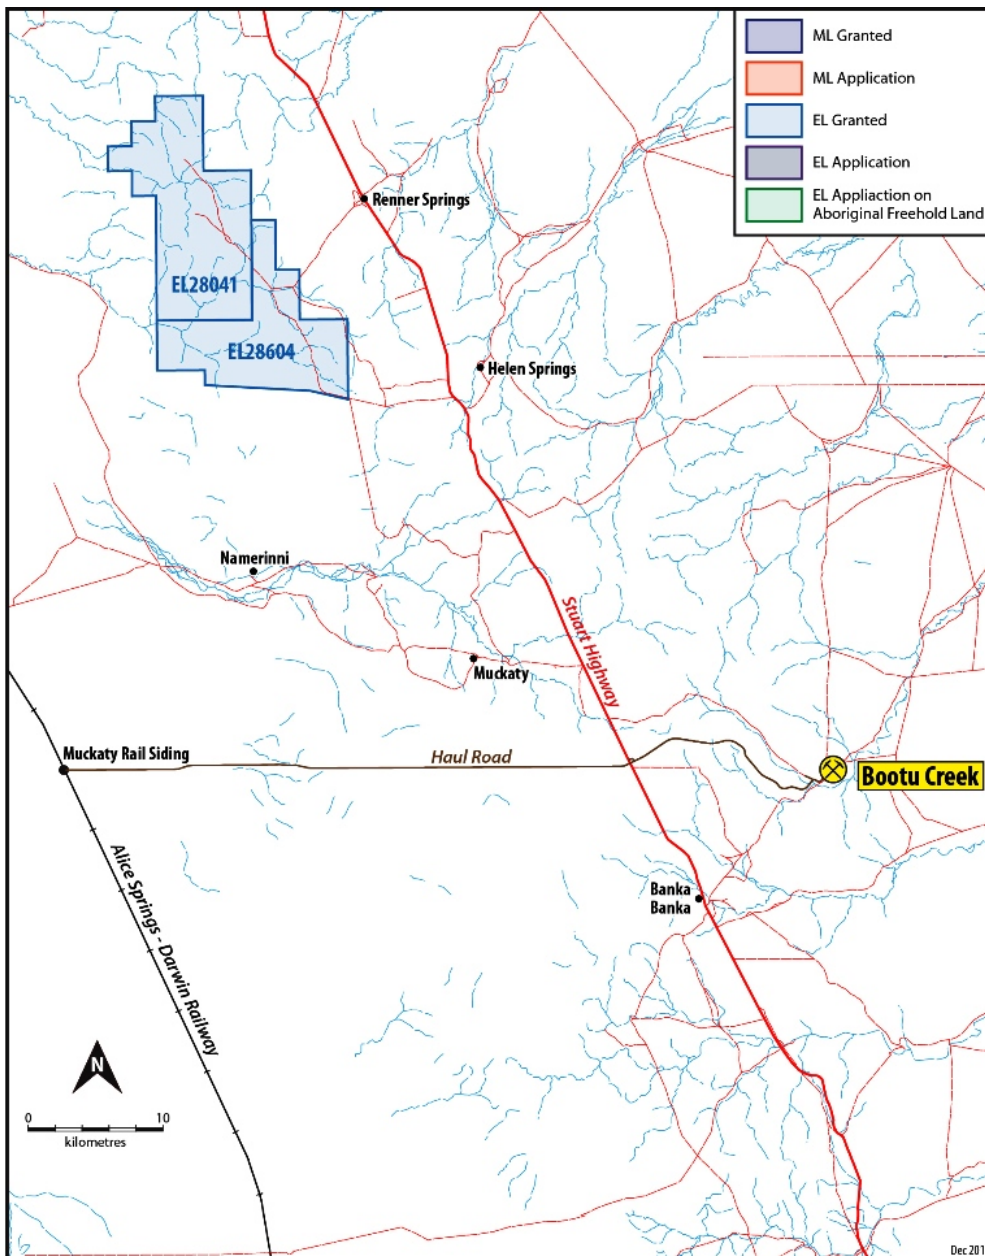 ML Granted
ML Application
EL Granted
EL Application
EL Appliaction on
Aboriginal Freehold Land
Renner Springs
EL28041
EL28604
Helen Springs
Namerinni
Stuart Highway
Muckaty
Muckaty Rail Siding
Haul Road
Bootu Creek
Alice Springs - Darwin Railway
Banka
Banka
N
0 10
kilometres
Dec 201